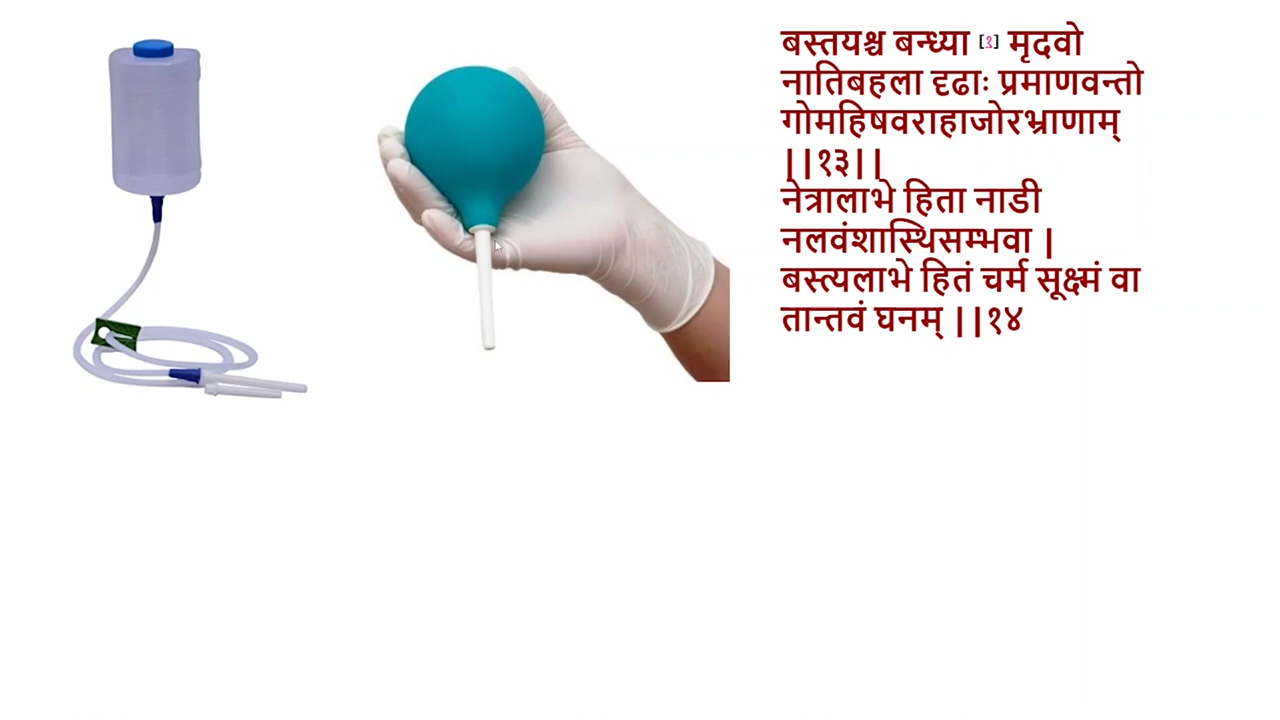 बस्तयश्च बन्ध्या [१] मृदवो
नातिबहला दृढाः प्रमाणवन्तो
गोमहिषवराहाजोरभ्राणाम्
||१३||
नेत्रालाभे हिता नाडी
नलवंशास्थिसम्भवा |
बस्त्यलाभे हितं चर्म सूक्ष्मं वा
तान्तवं घनम् ||१४